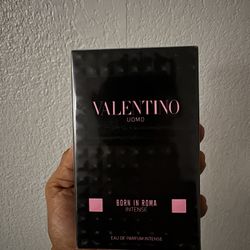 VALENTINO
UOMO
BORN IN ROMA
INTENSE
EAU DE PARFUM INTENSE